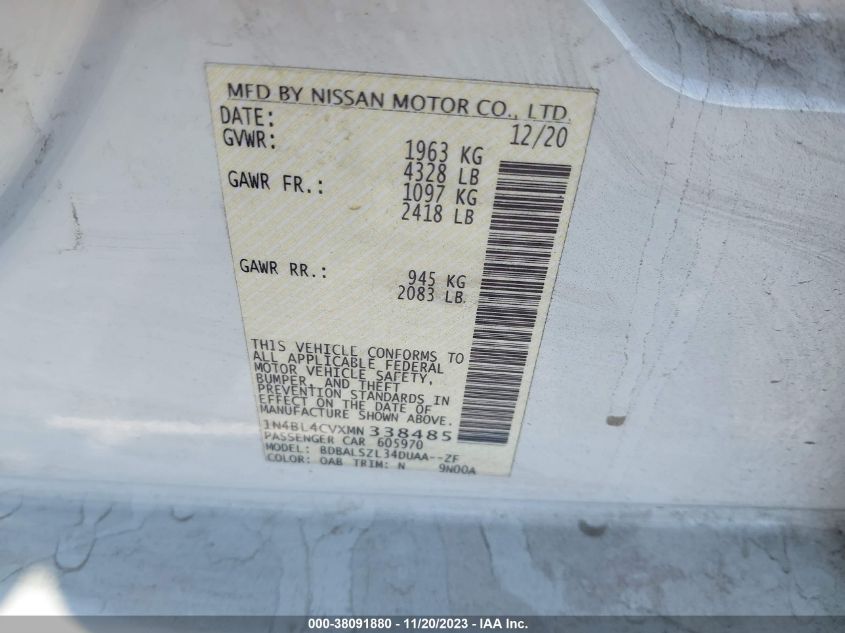 MFD BY NISSAN MOTOR CO., LTD.
DATE: 12/20
GVWR: 1963 KG
4328 LB
GAWR FR.: 1097 KG
2418 LB
GAWR RR.: 945 KG
2083 LB.
THIS VEHICLE CONFORMS TO
ALL APPLICABLE FEDERAL
MOTOR VEHICLE SAFETY,
BUMPER, AND THEFT
PREVENTION STANDARDS IN
EFFECT ON THE DATE OF
MANUFACTURE SHOWN ABOVE.
1N4BL4CVXMN338485
PASSENGER CAR 605970
MODEL: BDBALSZL34DUAA--ZF
COLOR: QAB TRIM: N 9N00A
000-38091880 - 11/20/2023 - IAA Inc.